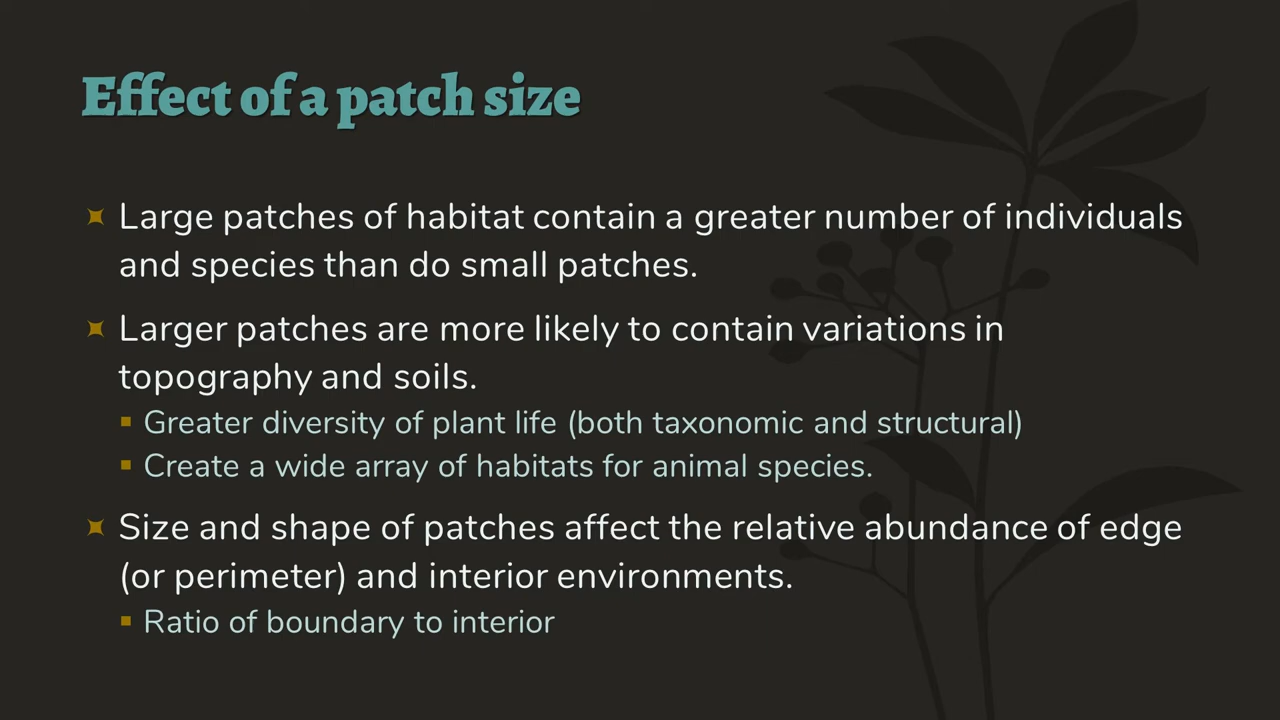 Effect of a patch size
Large patches of habitat contain a greater number of individuals
and species than do small patches.
Larger patches are more likely to contain variations in
topography and soils.
Greater diversity of plant life (both taxonomic and structural)
Create a wide array of habitats for animal species.
Size and shape of patches affect the relative abundance of edge
(or perimeter) and interior environments.
Ratio of boundary to interior